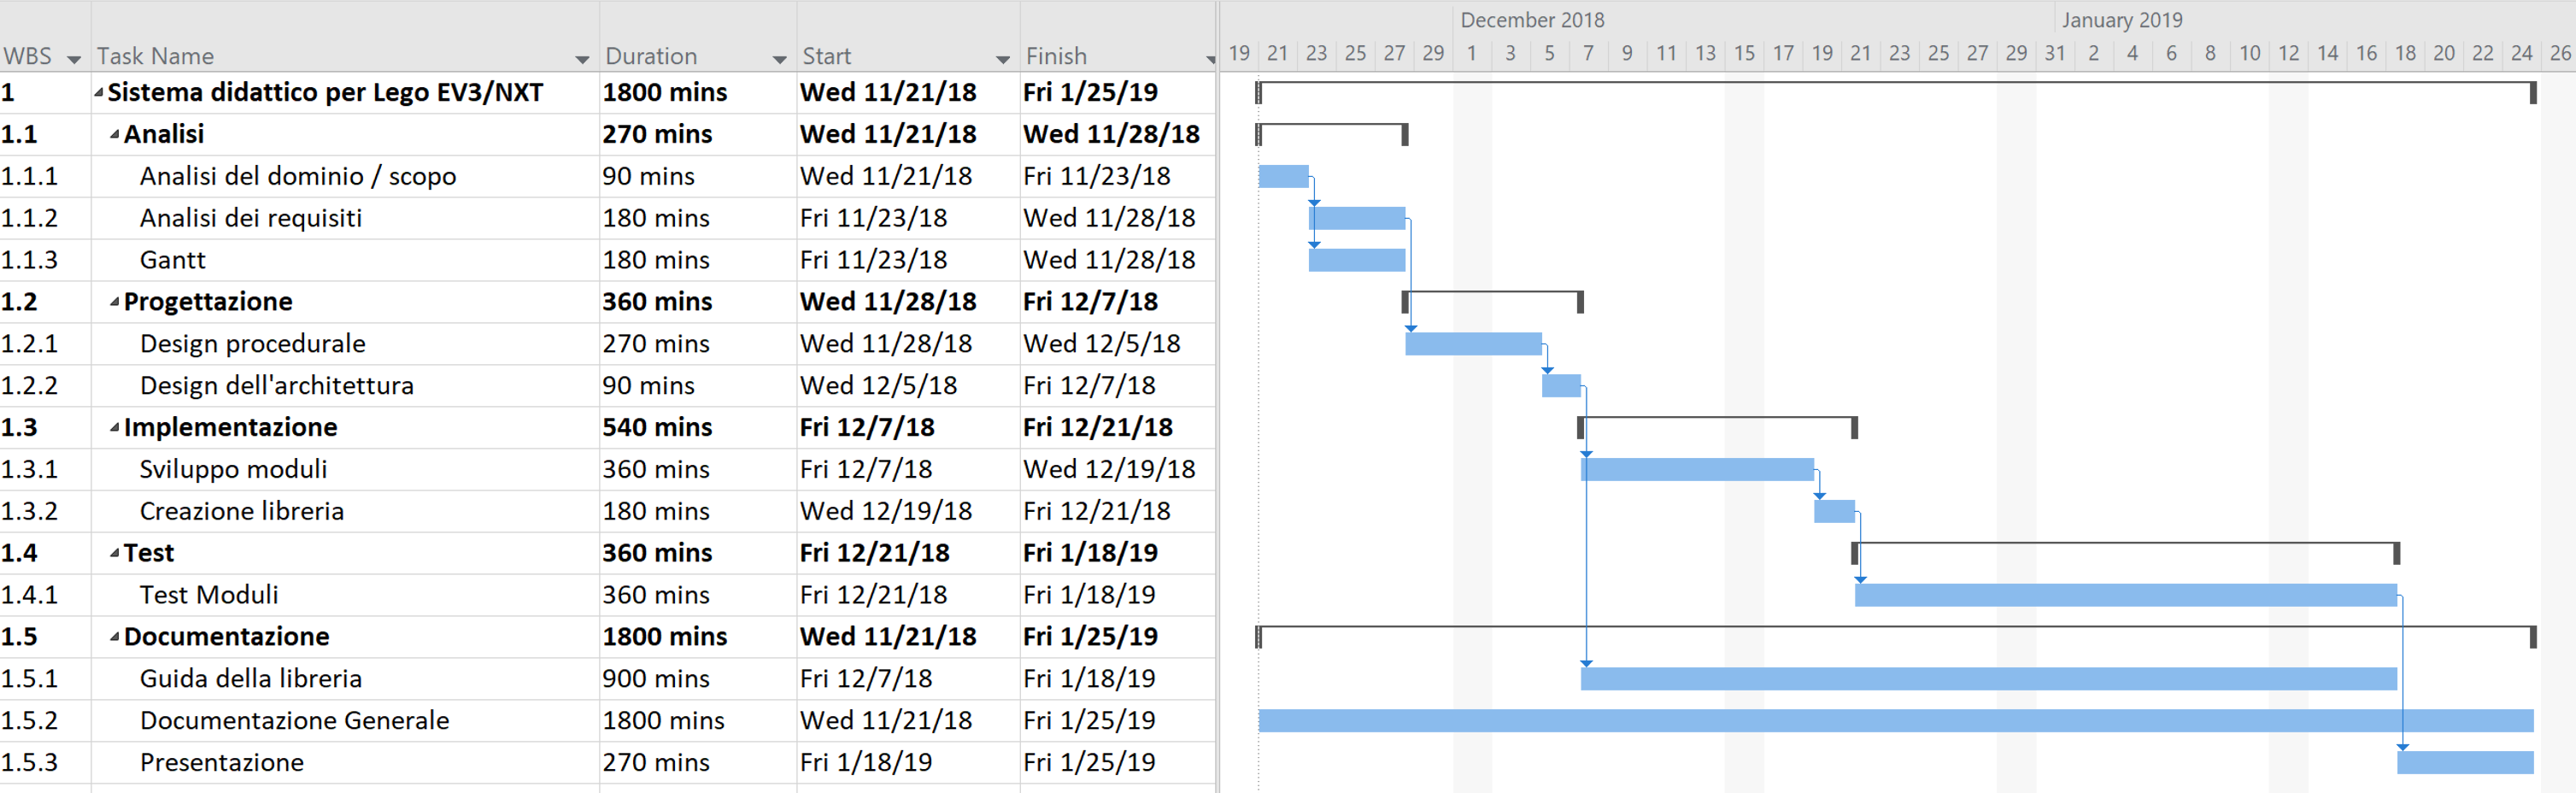 December 2018 January 2019
WBS Task Name Duration Start Finish 19 21 23 25 27 29 1 3 5 7 9 11 13 15 17 19 21 23 25 27 29 31 2 4 6 8 10 12 14 16 18 20 22 24 26
1 Sistema didattico per Lego EV3/NXT 1800 mins Wed 11/21/18 Fri 1/25/19
1.1 Analisi 270 mins Wed 11/21/18 Wed 11/28/18
1.1.1 Analisi del dominio / scopo 90 mins Wed 11/21/18 Fri 11/23/18
1.1.2 Analisi dei requisiti 180 mins Fri 11/23/18 Wed 11/28/18
1.1.3 Gantt 180 mins Fri 11/23/18 Wed 11/28/18
1.2 Progettazione 360 mins Wed 11/28/18 Fri 12/7/18
1.2.1 Design procedurale 270 mins Wed 11/28/18 Wed 12/5/18
1.2.2 Design dell'architettura 90 mins Wed 12/5/18 Fri 12/7/18
1.3 Implementazione 540 mins Fri 12/7/18 Fri 12/21/18
1.3.1 Sviluppo moduli 360 mins Fri 12/7/18 Wed 12/19/18
1.3.2 Creazione libreria 180 mins Wed 12/19/18 Fri 12/21/18
1.4 Test 360 mins Fri 12/21/18 Fri 1/18/19
1.4.1 Test Moduli 360 mins Fri 12/21/18 Fri 1/18/19
1.5 Documentazione 1800 mins Wed 11/21/18 Fri 1/25/19
1.5.1 Guida della libreria 900 mins Fri 12/7/18 Fri 1/18/19
1.5.2 Documentazione Generale 1800 mins Wed 11/21/18 Fri 1/25/19
1.5.3 Presentazione 270 mins Fri 1/18/19 Fri 1/25/19